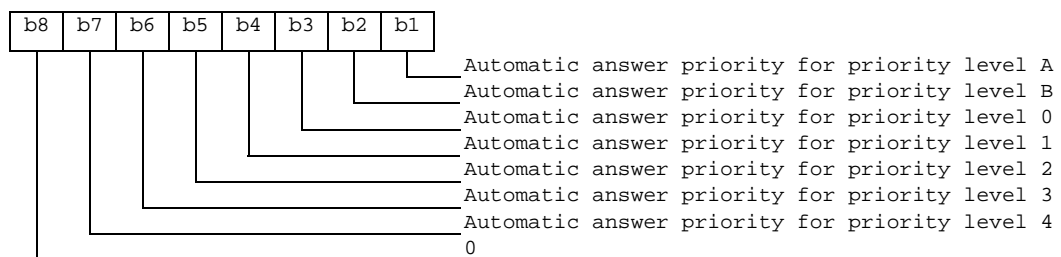 b8 b7 b6 b5 b4 b3 b2 b1
Automatic answer priority for priority level A
Automatic answer priority for priority level B
Automatic answer priority for priority level 0
Automatic answer priority for priority level 1
Automatic answer priority for priority level 2
Automatic answer priority for priority level 3
Automatic answer priority for priority level 4
0